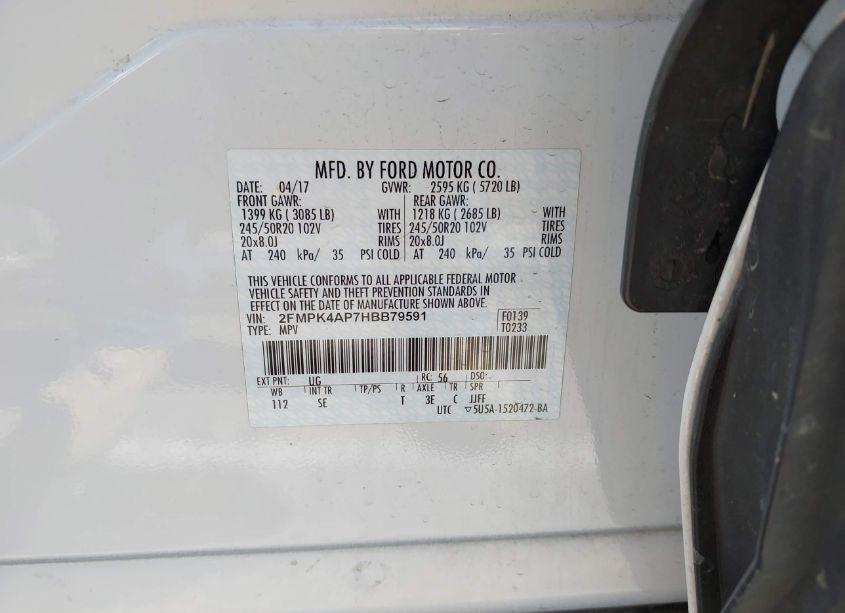 MFD. BY FORD MOTOR CO.
DATE: 04/17 GVWR: 2595 KG ( 5720 LB)
FRONT GAWR: REAR GAWR:
1399 KG ( 3085 LB) WITH 1218 KG ( 2685 LB) WITH
245/50R20 102V TIRES 245/50R20 102V TIRES
20x8.0J RIMS 20x8.0J RIMS
AT 240 kPa/ 35 PSI COLD AT 240 kPa/ 35 PSI COLD
THIS VEHICLE CONFORMS TO ALL APPLICABLE FEDERAL MOTOR
VEHICLE SAFETY AND THEFT PREVENTION STANDARDS IN
EFFECT ON THE DATE OF MANUFACTURE SHOWN ABOVE.
VIN: 2FMPK4AP7HBB79591 F0139
TYPE: MPV T0233
EXT PNT: UG RC: 56 DSO:
WB INT TR TP/PS R AXLE TR SPR
112 SE T 3E C JJFF
UTC ▽5U5A-1520472-BA